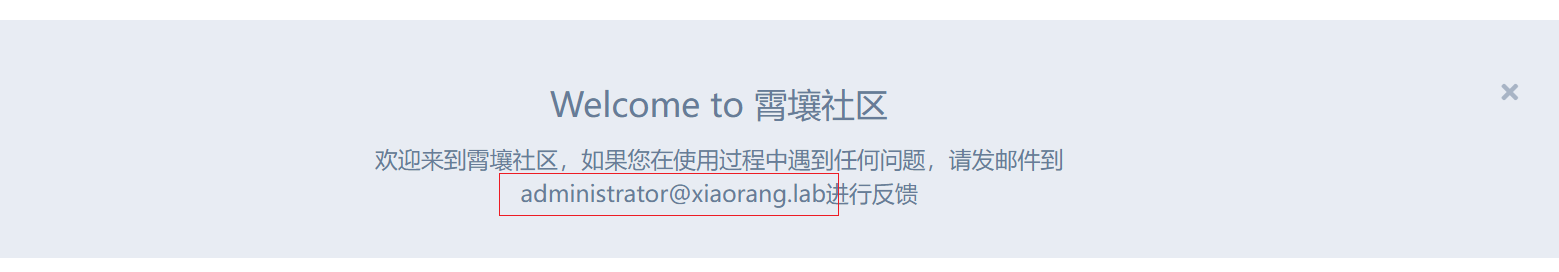 Welcome to 霄壤社区
欢迎来到霄壤社区，如果您在使用过程中遇到任何问题，请发邮件到
administrator@xiaorang.lab进行反馈